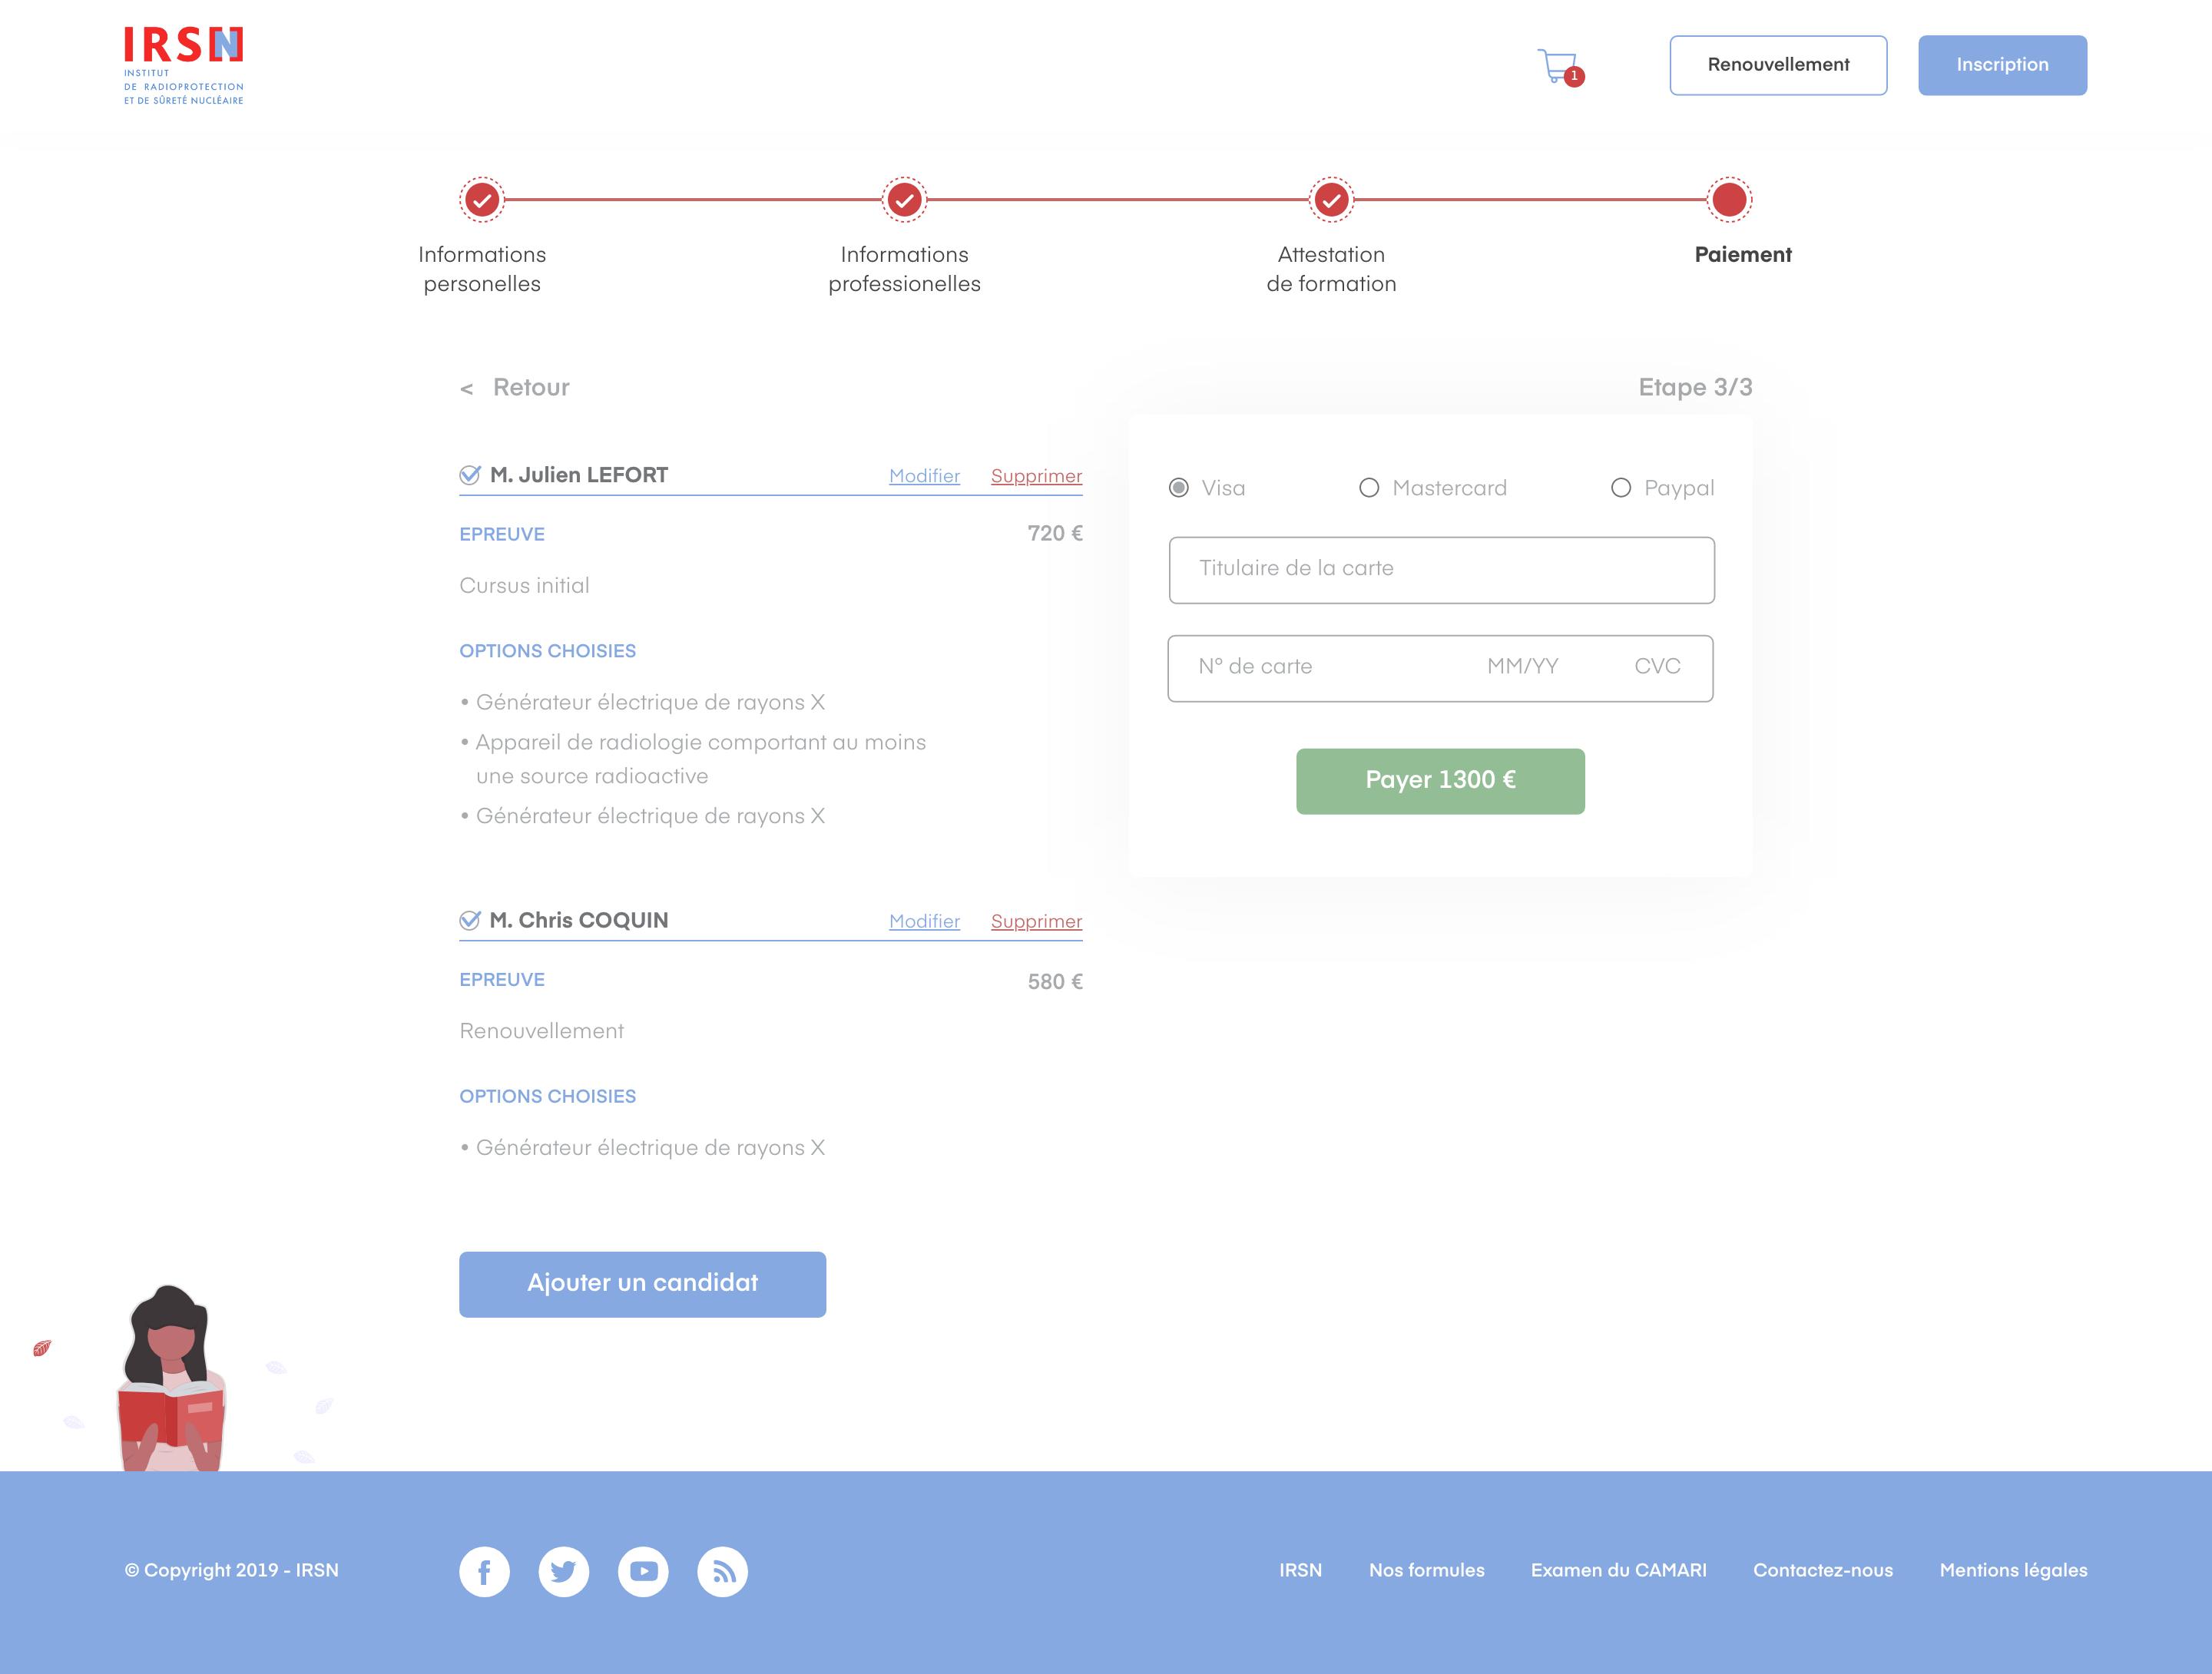 IRSN
INSTITUT
DE RADIOPROTECTION
ET DE SÛRETÉ NUCLÉAIRE
1
Renouvellement
Inscription
Informations
personelles
Informations
professionelles
Attestation
de formation
Paiement
< Retour
Etape 3/3
M. Julien LEFORT
Modifier
Supprimer
EPREUVE
720 €
Cursus initial
OPTIONS CHOISIES
• Générateur électrique de rayons X
• Appareil de radiologie comportant au moins
une source radioactive
• Générateur électrique de rayons X
Visa
Mastercard
Paypal
Titulaire de la carte
N° de carte
MM/YY
CVC
Payer 1300 €
M. Chris COQUIN
Modifier
Supprimer
EPREUVE
580 €
Renouvellement
OPTIONS CHOISIES
• Générateur électrique de rayons X
Ajouter un candidat
© Copyright 2019 - IRSN
IRSN
Nos formules
Examen du CAMARI
Contactez-nous
Mentions légales